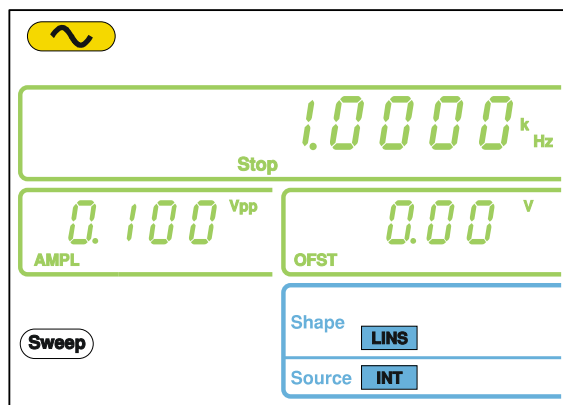 1.0000 k Hz
Stop
0.100 Vpp
AMPL
0.00 V
OFST
Sweep
Shape LINS
Source INT